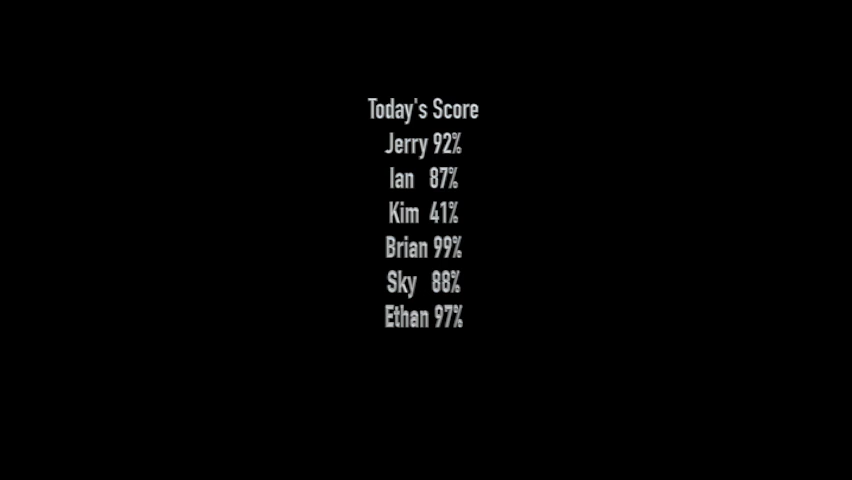 Today's Score
Jerry 92%
Ian 87%
Kim 41%
Brian 99%
Sky 88%
Ethan 97%